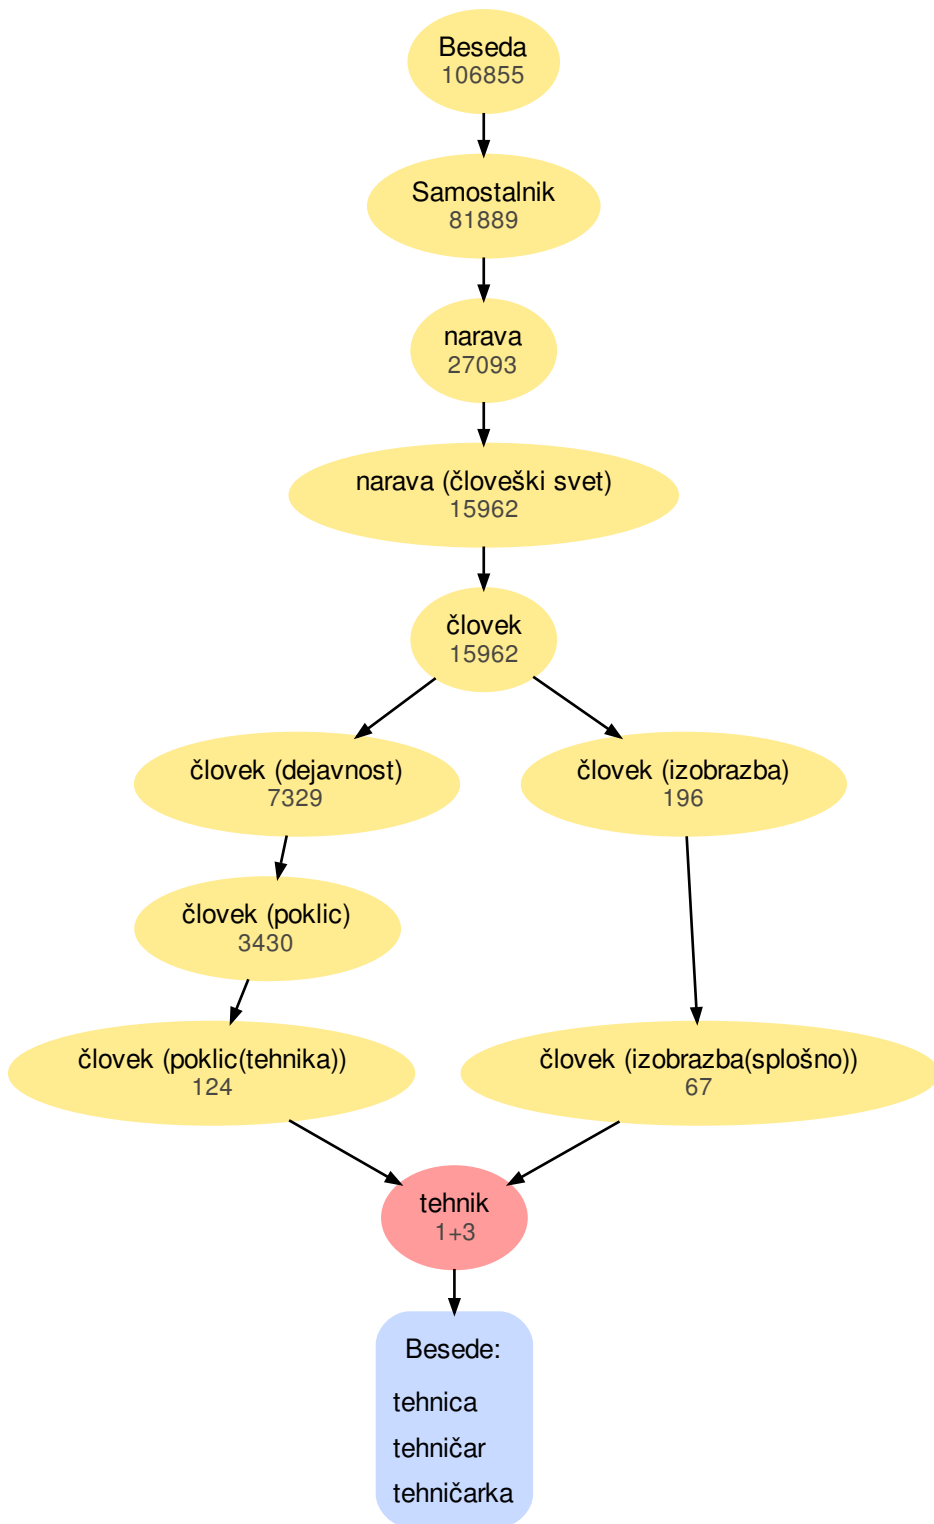 Beseda
106855
Samostalnik
81889
narava
27093
narava (človeški svet)
15962
človek
15962
človek (dejavnost)
7329
človek (izobrazba)
196
človek (poklic)
3430
človek (poklic(tehnika))
124
človek (izobrazba(splošno))
67
tehnik
1+3
Besede:
tehnica
tehničar
tehničarka